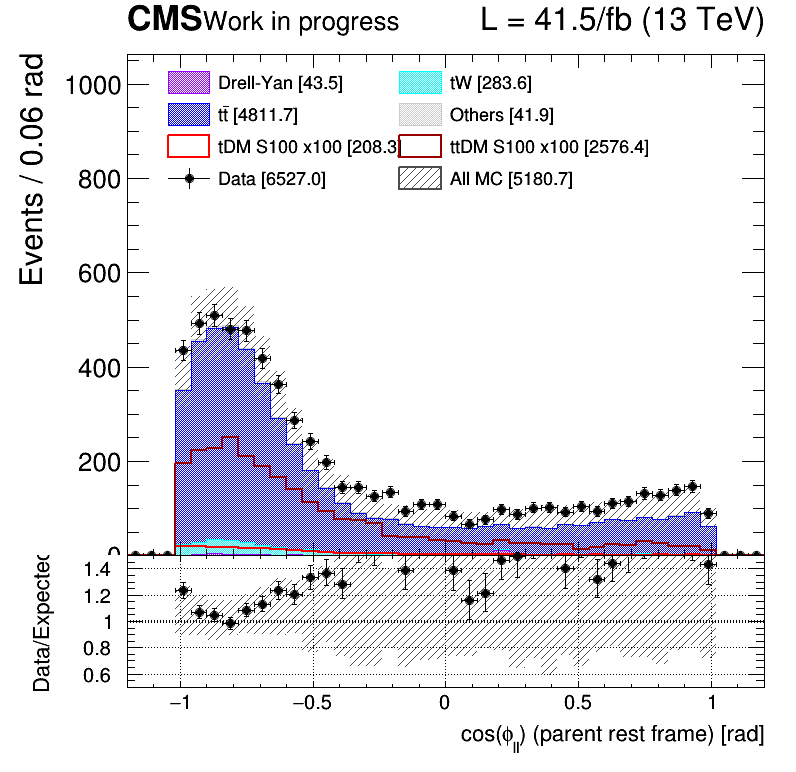 CMS Work in progress L = 41.5/fb (13 TeV)
Events / 0.06 rad
1000
800
600
400
200
0
Drell-Yan [43.5] tW [283.6]
tt̄ [4811.7] Others [41.9]
tDM S100 x100 [208.3] ttDM S100 x100 [2576.4]
Data [6527.0] All MC [5180.7]
Data/Expected
1.4
1.2
1
0.8
0.6
−1 −0.5 0 0.5 1
cos(ϕ_ll) (parent rest frame) [rad]